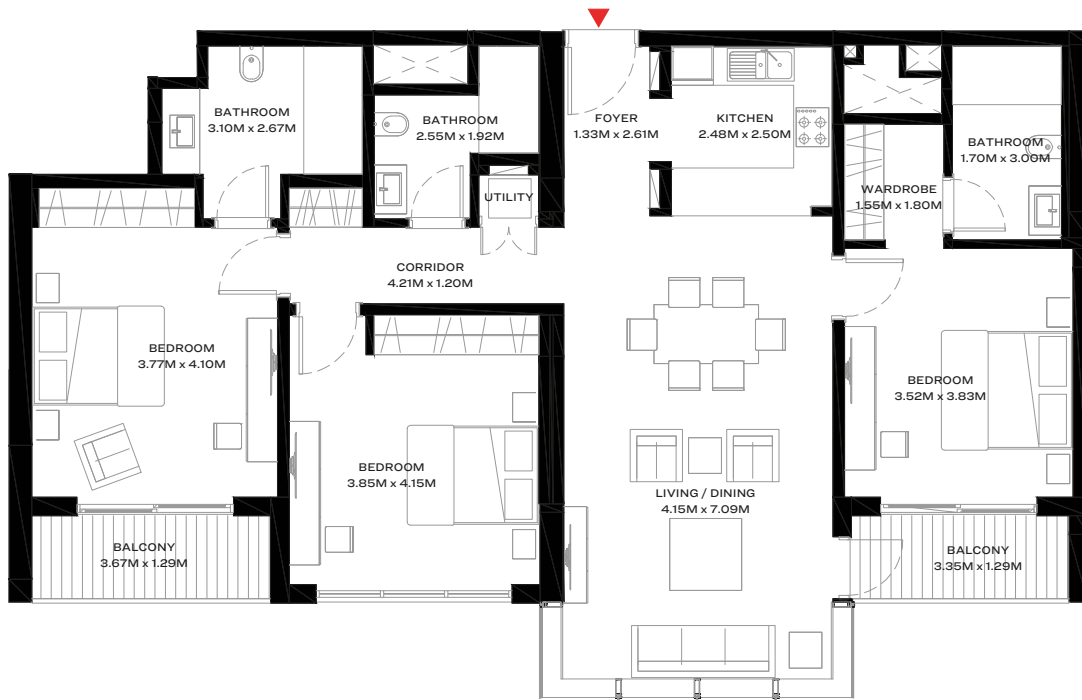 BATHROOM
3.10M x 2.67M
BATHROOM
2.55M x 1.92M
FOYER
1.33M x 2.61M
KITCHEN
2.48M x 2.50M
BATHROOM
1.70M x 3.00M
WARDROBE
1.55M x 1.80M
UTILITY
CORRIDOR
4.21M x 1.20M
BEDROOM
3.77M x 4.10M
BEDROOM
3.52M x 3.83M
BEDROOM
3.85M x 4.15M
LIVING / DINING
4.15M x 7.09M
BALCONY
3.67M x 1.29M
BALCONY
3.35M x 1.29M